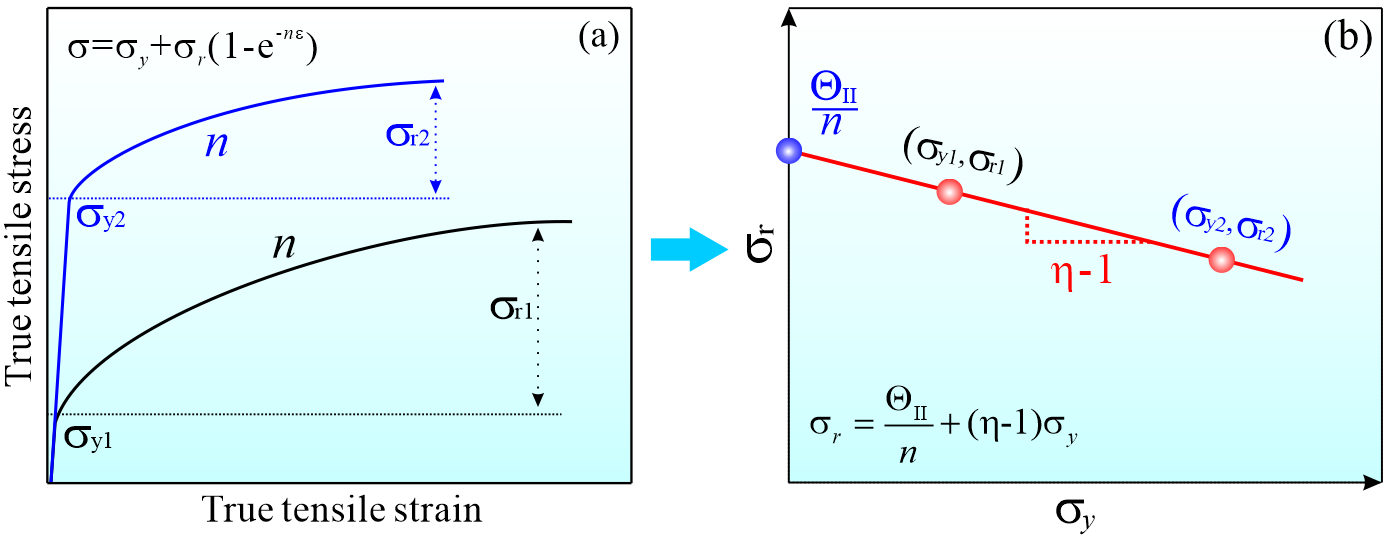 σ=σy+σr(1-e^-nε)
(a)
n
σr2
σy2
n
σr1
σy1
True tensile stress
True tensile strain
(b)
ΘII
n
(σy1,σr1)
(σy2,σr2)
η-1
σr
σr = ΘII/n + (η-1)σy
σy